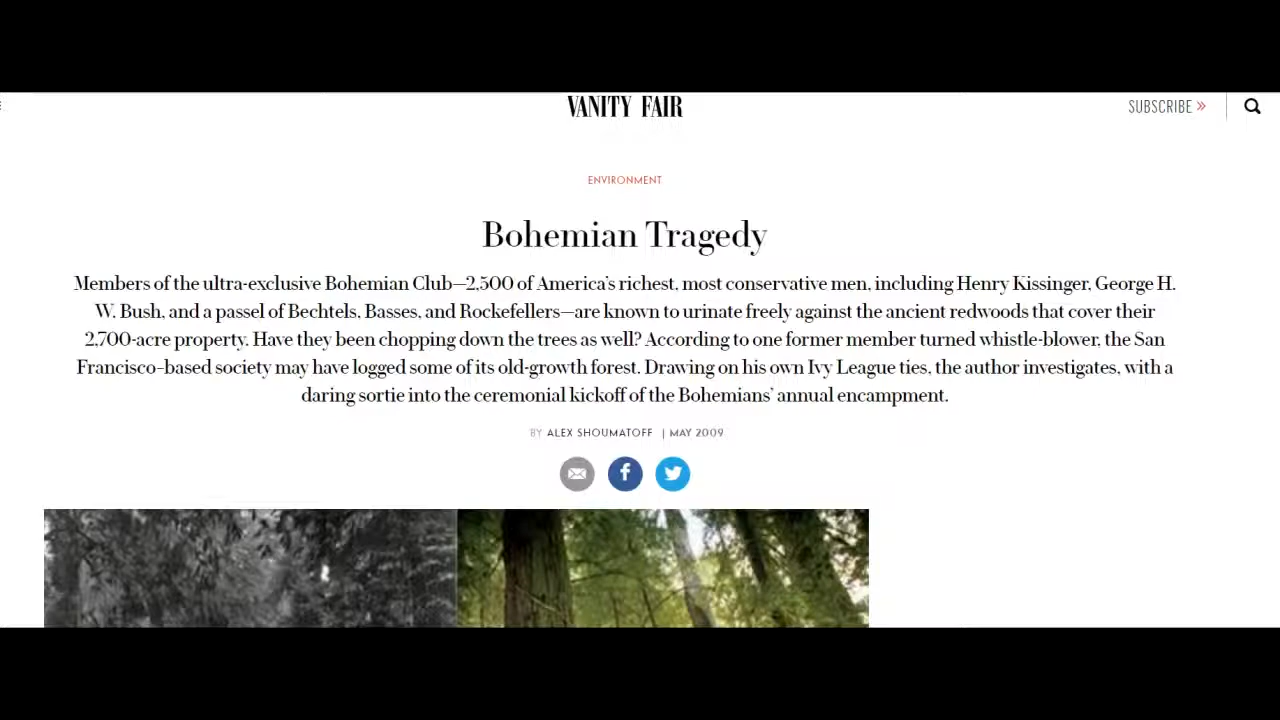 VANITY FAIR
SUBSCRIBE »
ENVIRONMENT
Bohemian Tragedy
Members of the ultra-exclusive Bohemian Club—2,500 of America's richest, most conservative men, including Henry Kissinger, George H.
W. Bush, and a passel of Bechtels, Basses, and Rockefellers—are known to urinate freely against the ancient redwoods that cover their
2,700-acre property. Have they been chopping down the trees as well? According to one former member turned whistle-blower, the San
Francisco-based society may have logged some of its old-growth forest. Drawing on his own Ivy League ties, the author investigates, with a
daring sortie into the ceremonial kickoff of the Bohemians' annual encampment.
BY ALEX SHOUMATOFF | MAY 2009